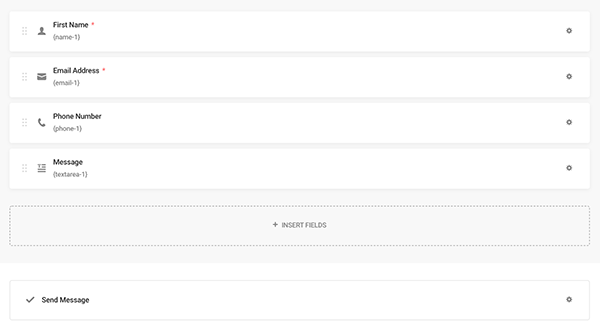 First Name *
{name-1}
Email Address *
{email-1}
Phone Number
{phone-1}
Message
{textarea-1}
+ INSERT FIELDS
Send Message